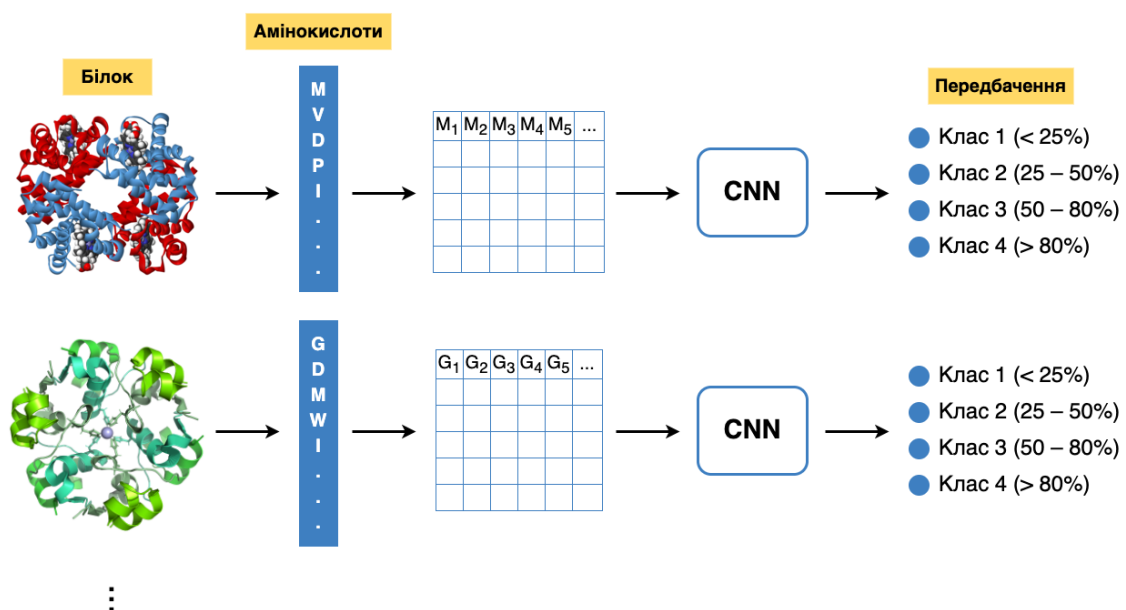 Білок
Амінокислоти
Передбачення
M
V
D
P
I
.
.
.
M₁ M₂ M₃ M₄ M₅ ...
CNN
Клас 1 (< 25%)
Клас 2 (25 – 50%)
Клас 3 (50 – 80%)
Клас 4 (> 80%)
G
D
M
W
I
.
.
.
G₁ G₂ G₃ G₄ G₅ ...
CNN
Клас 1 (< 25%)
Клас 2 (25 – 50%)
Клас 3 (50 – 80%)
Клас 4 (> 80%)
⋮